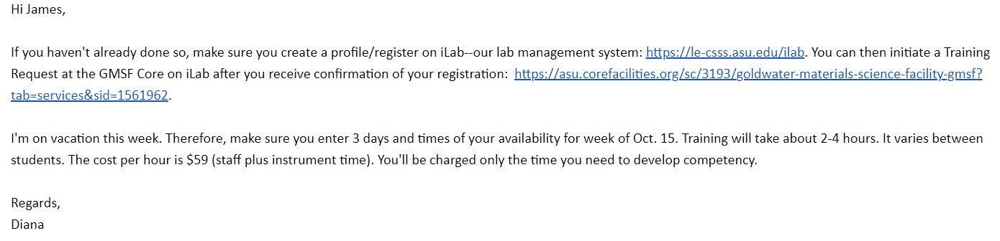 Hi James,
If you haven't already done so, make sure you create a profile/register on iLab--our lab management system: https://le-csss.asu.edu/ilab. You can then initiate a Training
Request at the GMSF Core on iLab after you receive confirmation of your registration:  https://asu.corefacilities.org/sc/3193/goldwater-materials-science-facility-gmsf?
tab=services&sid=1561962.
I'm on vacation this week. Therefore, make sure you enter 3 days and times of your availability for week of Oct. 15. Training will take about 2-4 hours. It varies between
students. The cost per hour is $59 (staff plus instrument time). You'll be charged only the time you need to develop competency.
Regards,
Diana